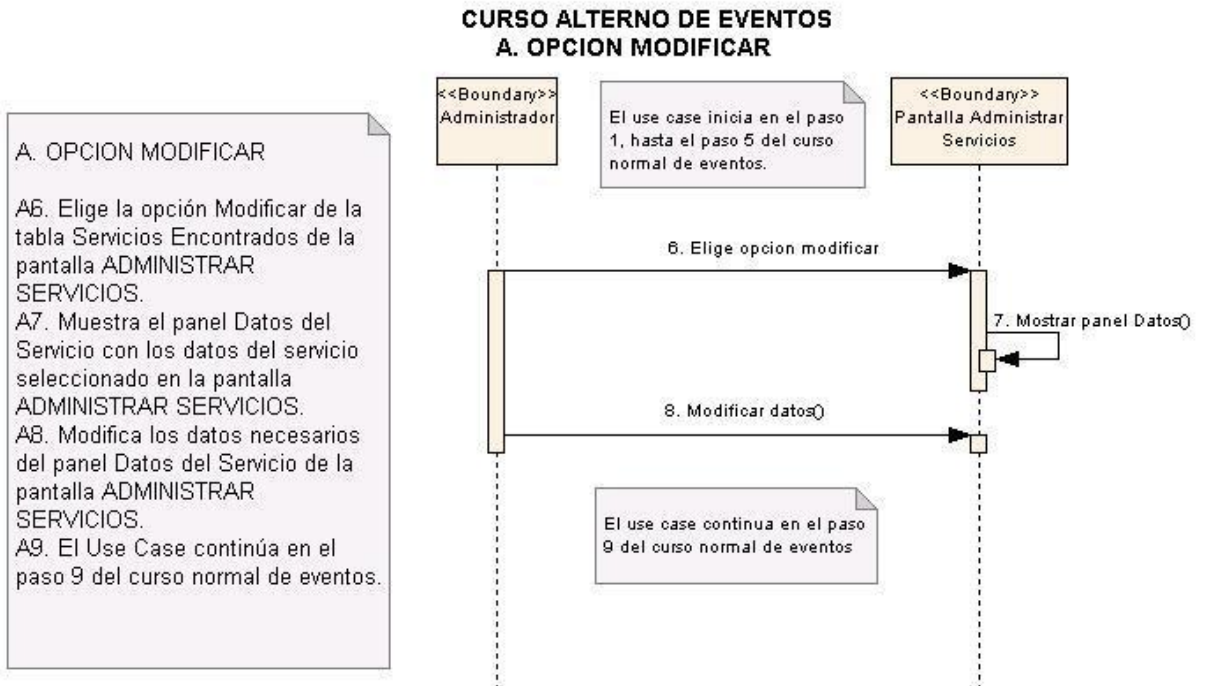 CURSO ALTERNO DE EVENTOS
A. OPCION MODIFICAR
A. OPCION MODIFICAR
A6. Elige la opción Modificar de la
tabla Servicios Encontrados de la
pantalla ADMINISTRAR
SERVICIOS.
A7. Muestra el panel Datos del
Servicio con los datos del servicio
seleccionado en la pantalla
ADMINISTRAR SERVICIOS.
A8. Modifica los datos necesarios
del panel Datos del Servicio de la
pantalla ADMINISTRAR
SERVICIOS.
A9. El Use Case continúa en el
paso 9 del curso normal de eventos.
<<Boundary>>
Administrador
El use case inicia en el paso
1, hasta el paso 5 del curso
normal de eventos.
<<Boundary>>
Pantalla Administrar
Servicios
6. Elige opcion modificar
7. Mostrar panel Datos()
8. Modificar datos()
El use case continua en el paso
9 del curso normal de eventos